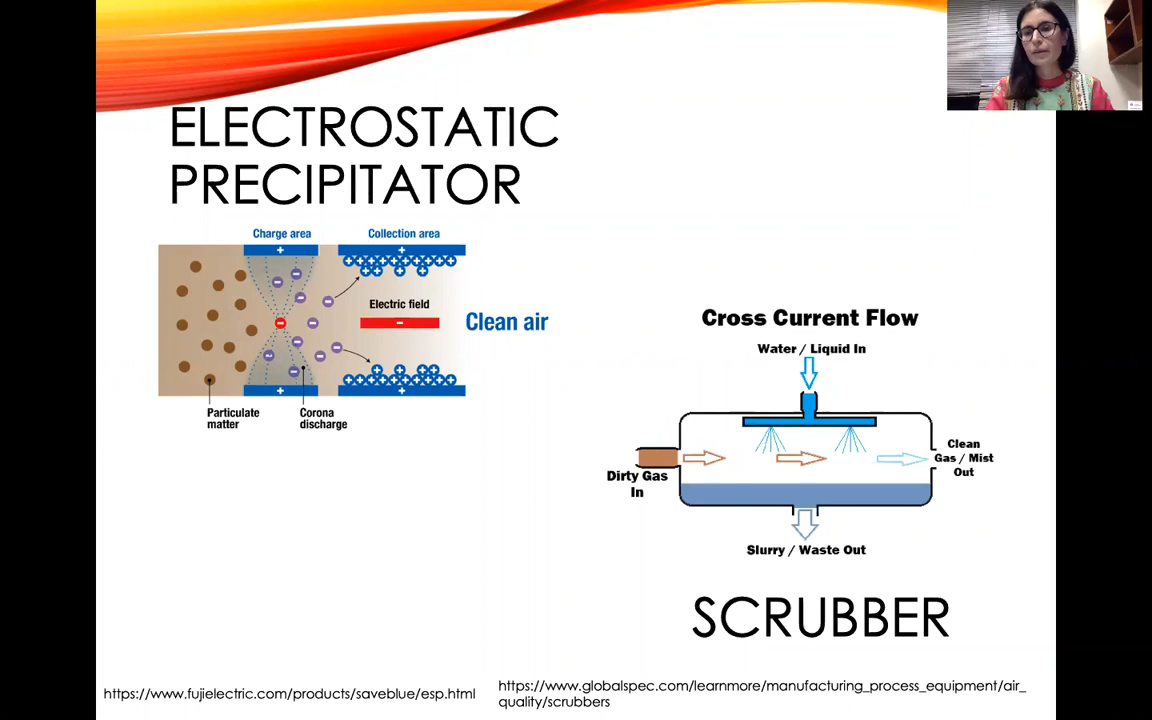 ELECTROSTATIC
PRECIPITATOR
Charge area
Collection area
Electric field
Clean air
Particulate
matter
Corona
discharge
Cross Current Flow
Water / Liquid In
Dirty Gas
In
Clean
Gas / Mist
Out
Slurry / Waste Out
SCRUBBER
https://www.fujielectric.com/products/saveblue/esp.html
https://www.globalspec.com/learnmore/manufacturing_process_equipment/air_
quality/scrubbers